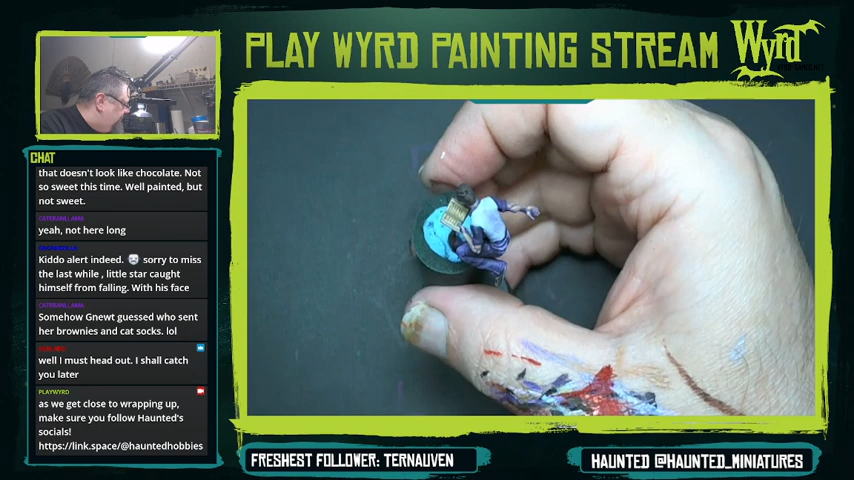 PLAY WYRD PAINTING STREAM
Wyrd
CHAT
that doesn't look like chocolate. Not
so sweet this time. Well painted, but
not sweet.
yeah, not here long
Kiddo alert indeed. sorry to miss
the last while , little star caught
himself from falling. With his face
Somehow Gnewt guessed who sent
her brownies and cat socks. lol
well I must head out. I shall catch
you later
PLAYWYRD
as we get close to wrapping up,
make sure you follow Haunted's
socials!
https://link.space/@hauntedhobbies
FRESHEST FOLLOWER: TERNAUVEN
HAUNTED @HAUNTED_MINIATURES